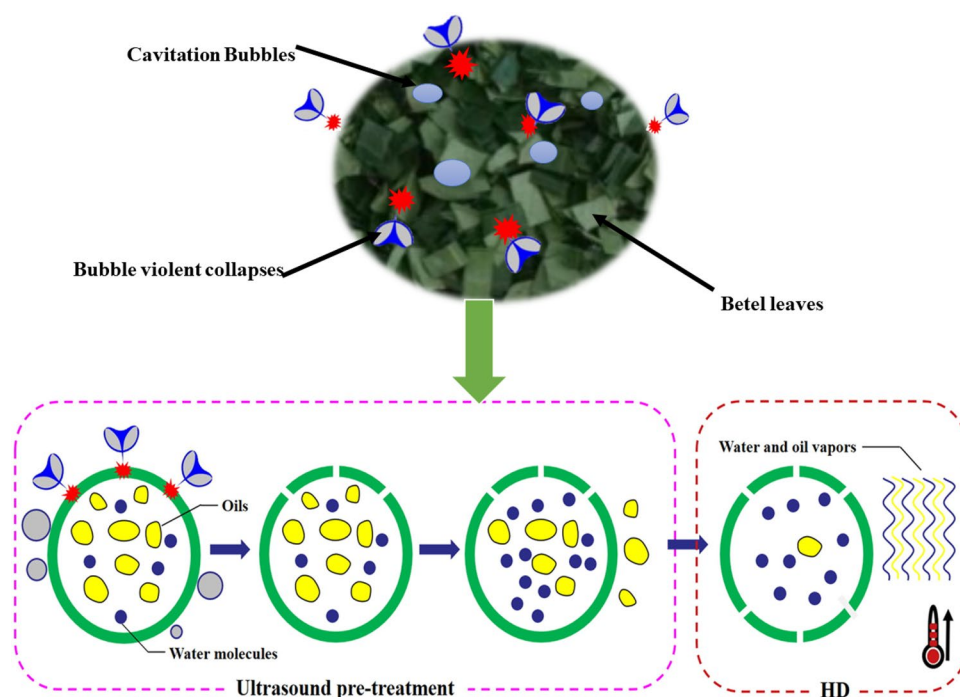 Cavitation Bubbles
Bubble violent collapses
Betel leaves
Water and oil vapors
Oils
Water molecules
Ultrasound pre-treatment
HD